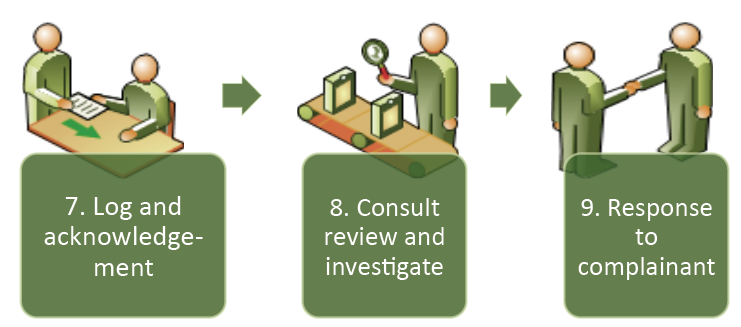 7. Log and
acknowledge-
ment
8. Consult
review and
investigate
9. Response
to
complainant